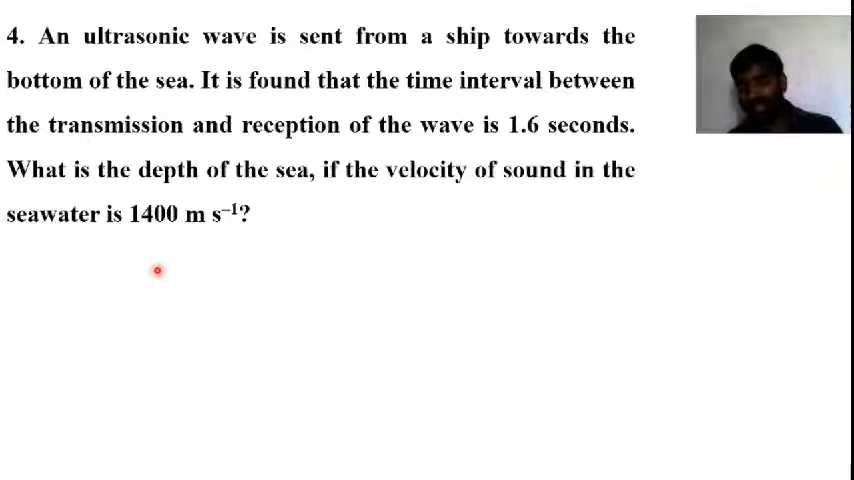 4. An ultrasonic wave is sent from a ship towards the
bottom of the sea. It is found that the time interval between
the transmission and reception of the wave is 1.6 seconds.
What is the depth of the sea, if the velocity of sound in the
seawater is 1400 m s⁻¹?